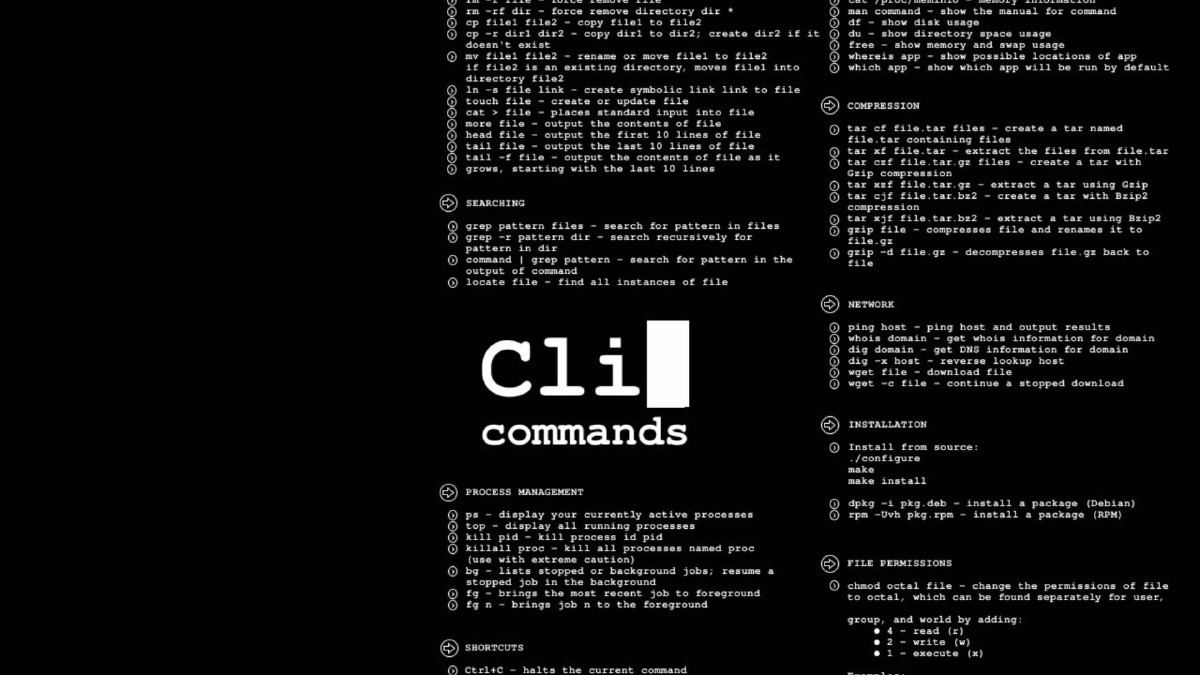 rm -f file - force remove file
rm -rf dir - force remove directory dir *
cp file1 file2 - copy file1 to file2
cp -r dir1 dir2 - copy dir1 to dir2; create dir2 if it
doesn't exist
mv file1 file2 - rename or move file1 to file2
if file2 is an existing directory, moves file1 into
directory file2
ln -s file link - create symbolic link link to file
touch file - create or update file
cat > file - places standard input into file
more file - output the contents of file
head file - output the first 10 lines of file
tail file - output the last 10 lines of file
tail -f file - output the contents of file as it
grows, starting with the last 10 lines
SEARCHING
grep pattern files - search for pattern in files
grep -r pattern dir - search recursively for
pattern in dir
command | grep pattern - search for pattern in the
output of command
locate file - find all instances of file
Cli
commands
PROCESS MANAGEMENT
ps - display your currently active processes
top - display all running processes
kill pid - kill process id pid
killall proc - kill all processes named proc
(use with extreme caution)
bg - lists stopped or background jobs; resume a
stopped job in the background
fg - brings the most recent job to foreground
fg n - brings job n to the foreground
SHORTCUTS
Ctrl+C - halts the current command
cat /proc/meminfo - memory information
man command - show the manual for command
df - show disk usage
du - show directory space usage
free - show memory and swap usage
whereis app - show possible locations of app
which app - show which app will be run by default
COMPRESSION
tar cf file.tar files - create a tar named
file.tar containing files
tar xf file.tar - extract the files from file.tar
tar czf file.tar.gz files - create a tar with
Gzip compression
tar xzf file.tar.gz - extract a tar using Gzip
tar cjf file.tar.bz2 - create a tar with Bzip2
compression
tar xjf file.tar.bz2 - extract a tar using Bzip2
gzip file - compresses file and renames it to
file.gz
gzip -d file.gz - decompresses file.gz back to
file
NETWORK
ping host - ping host and output results
whois domain - get whois information for domain
dig domain - get DNS information for domain
dig -x host - reverse lookup host
wget file - download file
wget -c file - continue a stopped download
INSTALLATION
Install from source:
./configure
make
make install
dpkg -i pkg.deb - install a package (Debian)
rpm -Uvh pkg.rpm - install a package (RPM)
FILE PERMISSIONS
chmod octal file - change the permissions of file
to octal, which can be found separately for user,
group, and world by adding:
● 4 - read (r)
● 2 - write (w)
● 1 - execute (x)
Examples: